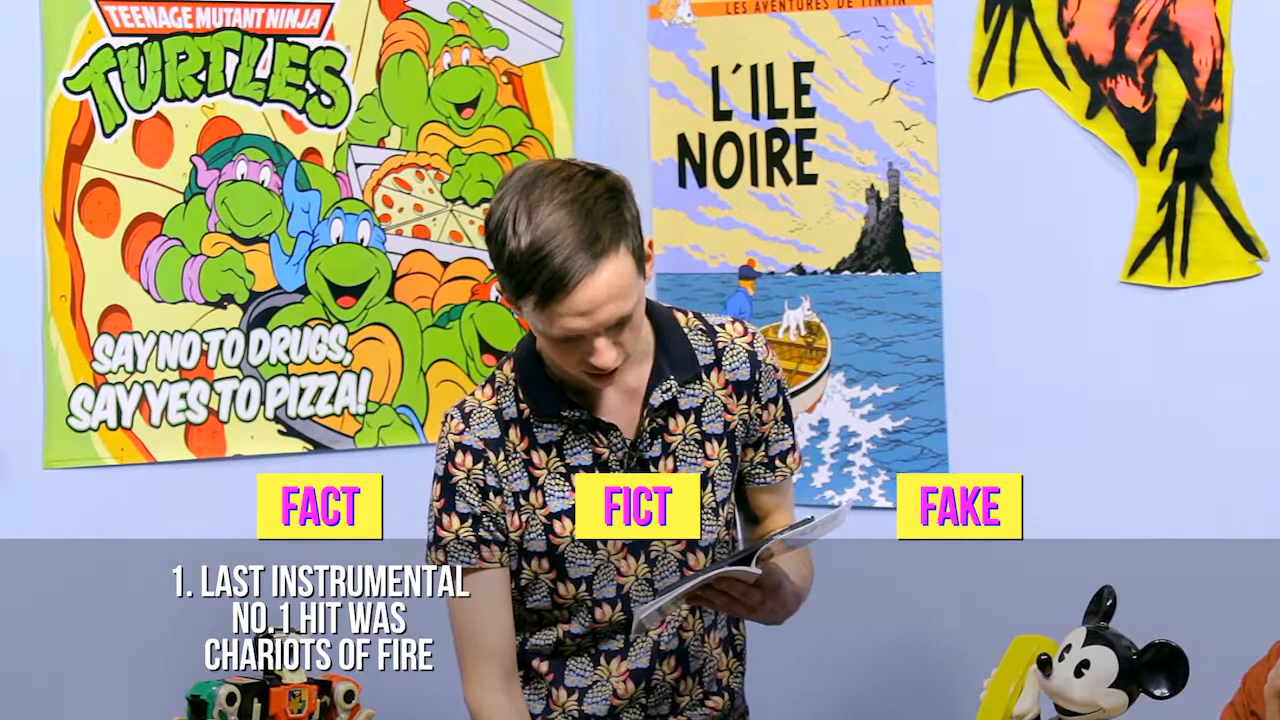 TEENAGE MUTANT NINJA
TURTLES
SAY NO TO DRUGS,
SAY YES TO PIZZA!
LES AVENTURES DE TINTIN
L'ILE
NOIRE
FACT
FICT
FAKE
1. LAST INSTRUMENTAL
NO.1 HIT WAS
CHARIOTS OF FIRE